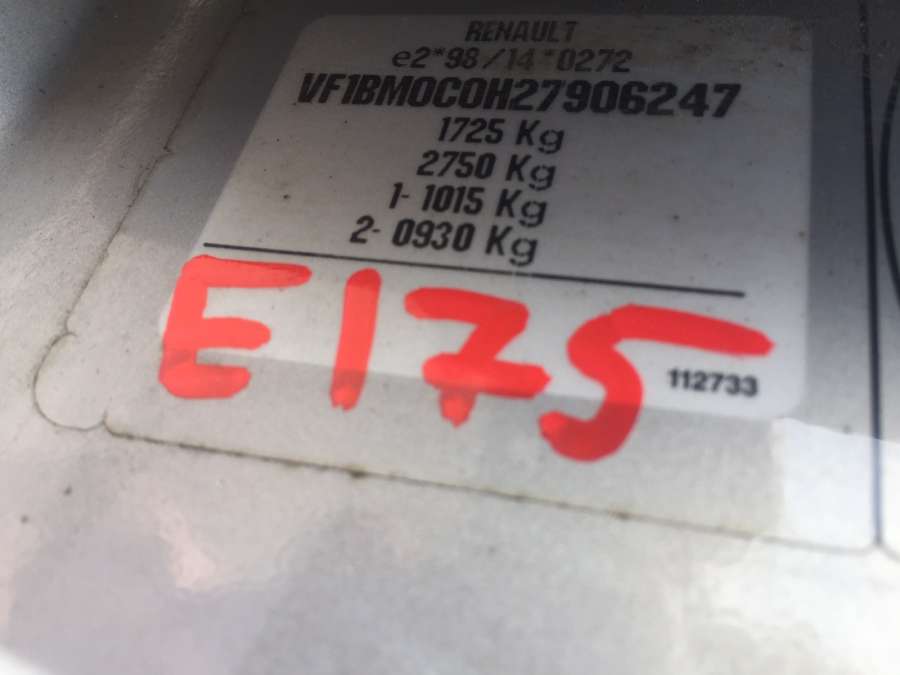 RENAULT
e2*98/14*0272
VF1BM0C0H27906247
1725 Kg
2750 Kg
1- 1015 Kg
2- 0930 Kg
E175
112733